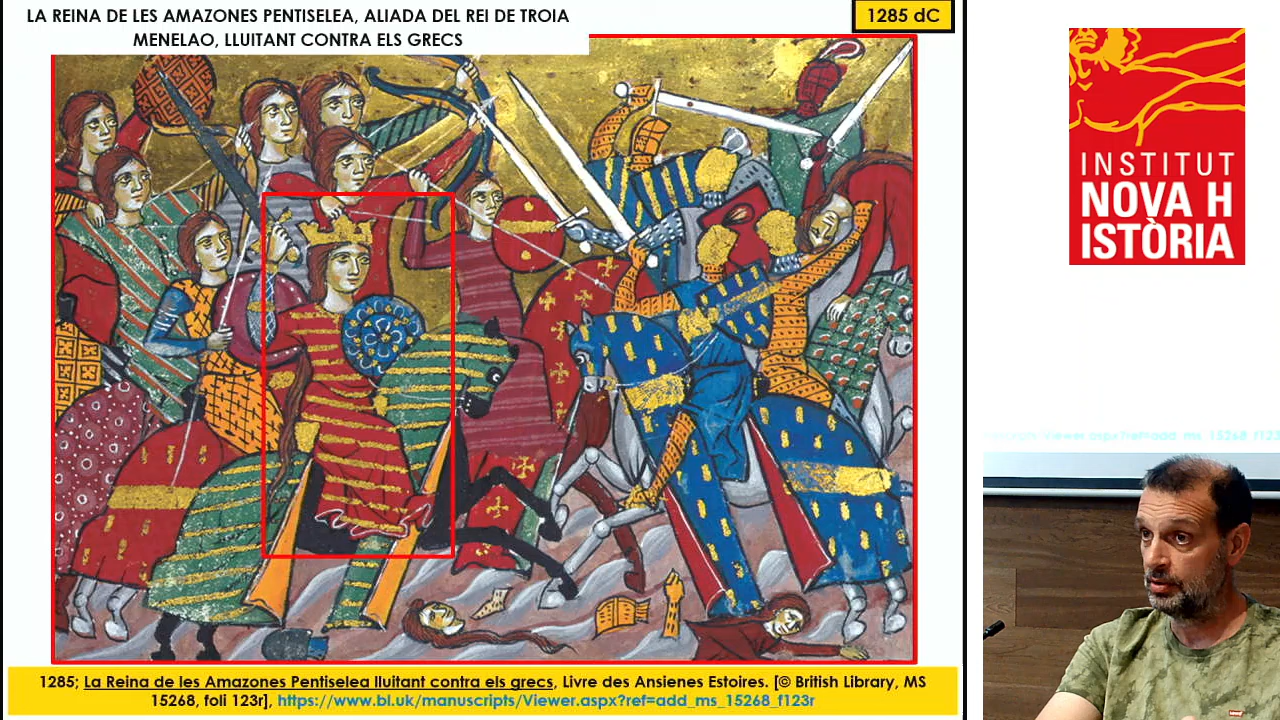 LA REINA DE LES AMAZONES PENTISELEA, ALIADA DEL REI DE TROIA
MENELAO, LLUITANT CONTRA ELS GRECS
1285 dC
INSTITUT
NOVA H
ISTÒRIA
1285; La Reina de les Amazones Pentiselea lluitant contra els grecs, Livre des Ansienes Estoires. [© British Library, MS
15268, foli 123r], https://www.bl.uk/manuscripts/Viewer.aspx?ref=add_ms_15268_f123r